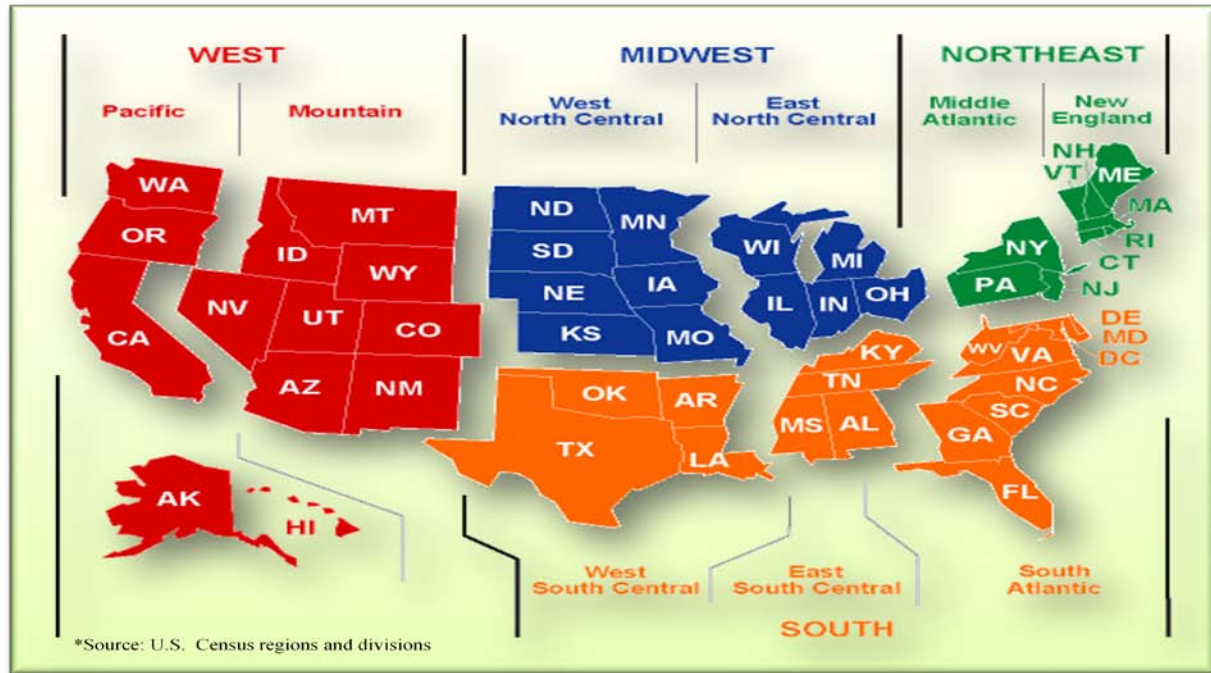 WEST
MIDWEST
NORTHEAST
Pacific
Mountain
West
North Central
East
North Central
Middle
Atlantic
New
England
WA
OR
CA
MT
ID
WY
NV
UT
CO
AZ
NM
AK
HI
ND
SD
NE
KS
MN
IA
MO
WI
MI
IL
IN
OH
NH
VT
ME
MA
RI
CT
NJ
NY
PA
DE
MD
DC
WV
VA
NC
SC
GA
FL
KY
TN
MS
AL
OK
AR
TX
LA
West
South Central
East
South Central
South
Atlantic
SOUTH
*Source: U.S. Census regions and divisions